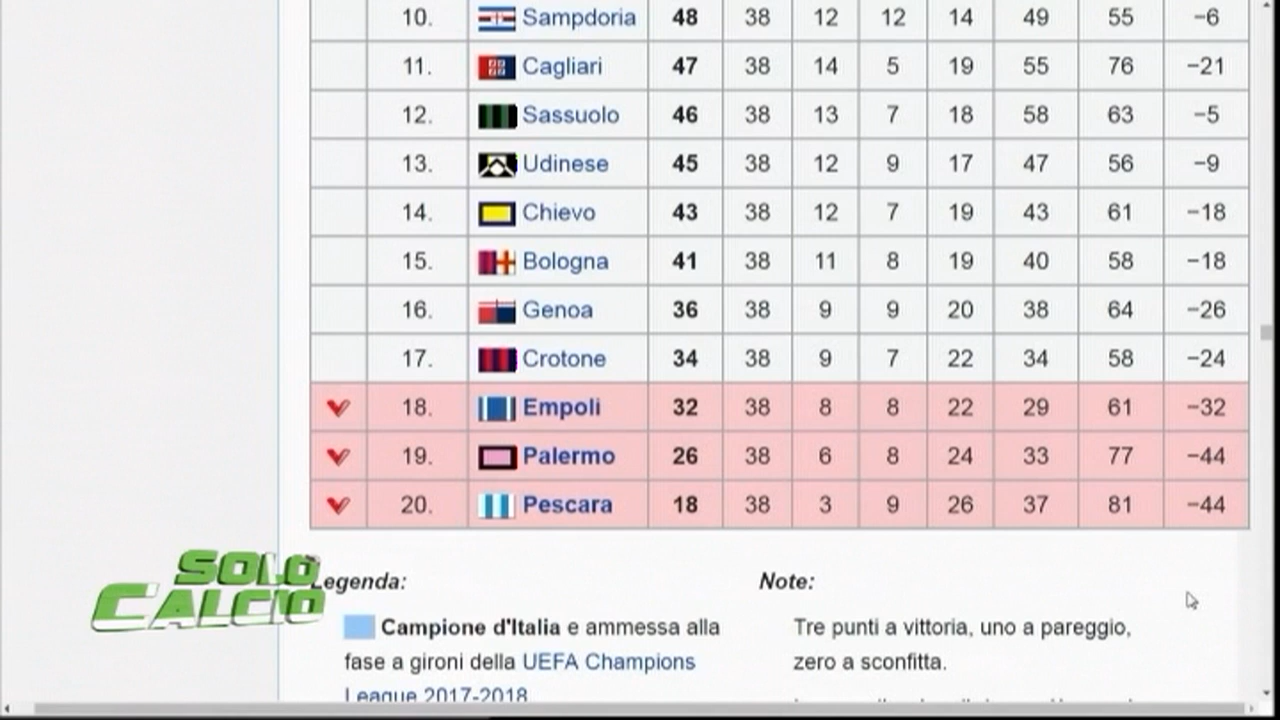 10. Sampdoria 48 38 12 12 14 49 55 −6
11. Cagliari 47 38 14 5 19 55 76 −21
12. Sassuolo 46 38 13 7 18 58 63 −5
13. Udinese 45 38 12 9 17 47 56 −9
14. Chievo 43 38 12 7 19 43 61 −18
15. Bologna 41 38 11 8 19 40 58 −18
16. Genoa 36 38 9 9 20 38 64 −26
17. Crotone 34 38 9 7 22 34 58 −24
18. Empoli 32 38 8 8 22 29 61 −32
19. Palermo 26 38 6 8 24 33 77 −44
20. Pescara 18 38 3 9 26 37 81 −44
SOLO
CALCIO
Legenda:
Campione d'Italia e ammessa alla
fase a gironi della UEFA Champions
League 2017-2018
Note:
Tre punti a vittoria, uno a pareggio,
zero a sconfitta.